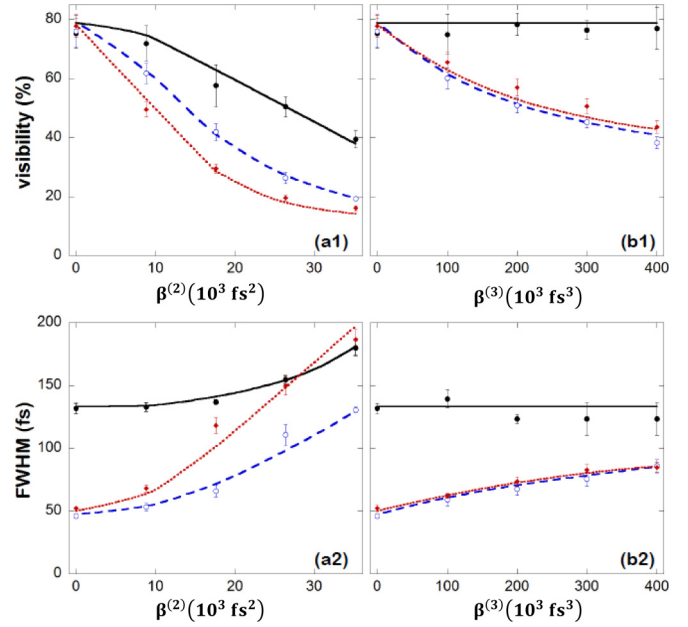 80
60
40
20
0
visibility (%)
0 10 20 30
β⁽²⁾(10³ fs²)
(a1)
0 100 200 300 400
β⁽³⁾(10³ fs³)
(b1)
200
150
100
50
0
FWHM (fs)
0 10 20 30
β⁽²⁾(10³ fs²)
(a2)
0 100 200 300 400
β⁽³⁾(10³ fs³)
(b2)